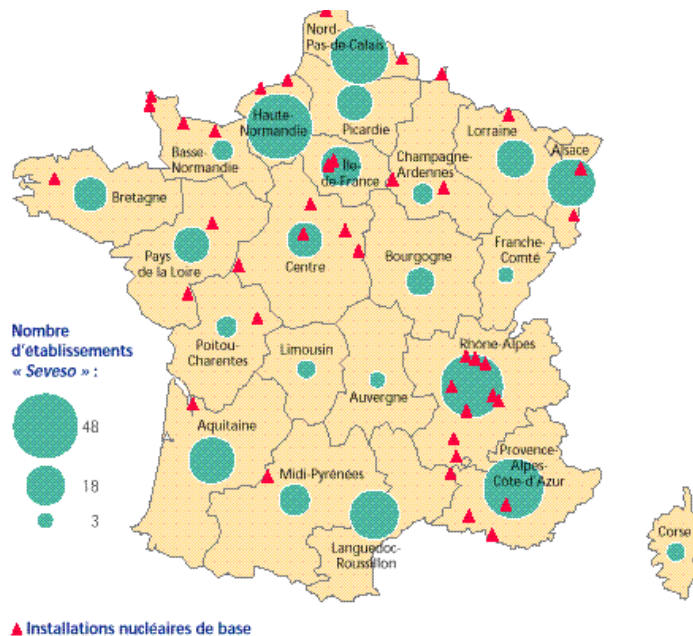 Nord-
Pas-de-Calais
Haute-
Normandie
Picardie
Lorraine
Alsace
Basse-
Normandie
Île-
de-France
Champagne-
Ardennes
Bretagne
Pays
de la Loire
Centre
Bourgogne
Franche-
Comté
Nombre
d'établissements
« Seveso » :
48
18
3
Poitou-
Charentes
Limousin
Auvergne
Rhône-Alpes
Aquitaine
Midi-Pyrénées
Provence-
Alpes-
Côte-d'Azur
Languedoc-
Roussillon
Corse
Installations nucléaires de base